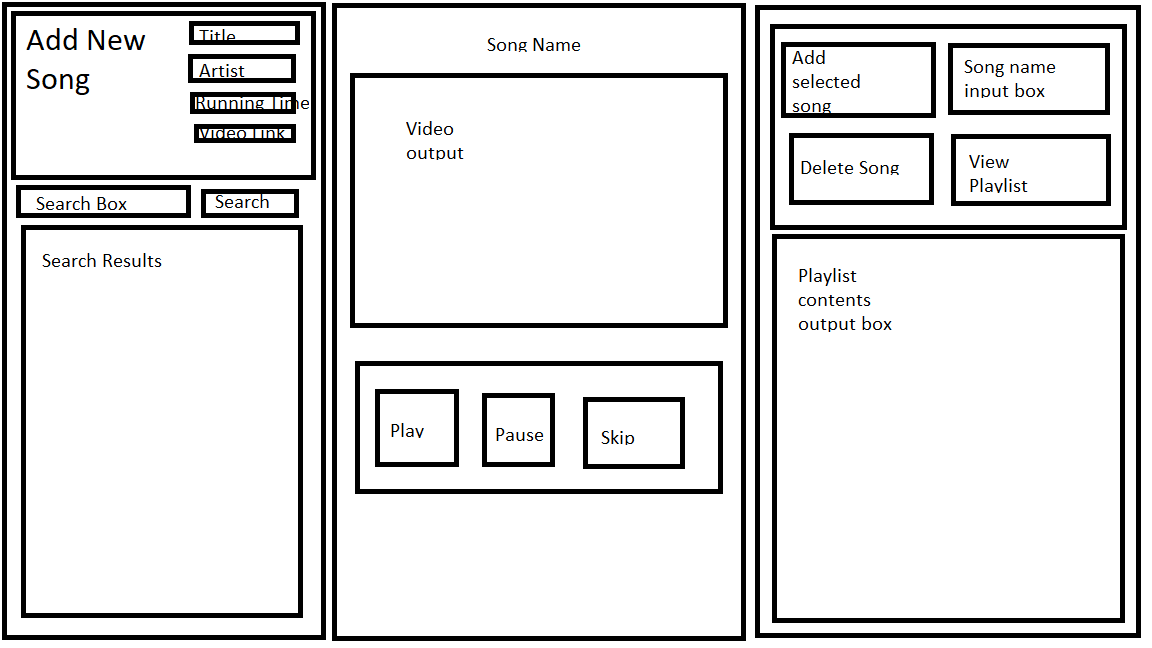 Add New
Song
Title
Artist
Running Time
Video Link
Search Box
Search
Search Results
Song Name
Video
output
Play
Pause
Skip
Add
selected
song
Song name
input box
Delete Song
View
Playlist
Playlist
contents
output box